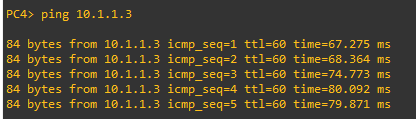 PC4> ping 10.1.1.3
84 bytes from 10.1.1.3 icmp_seq=1 ttl=60 time=67.275 ms
84 bytes from 10.1.1.3 icmp_seq=2 ttl=60 time=68.364 ms
84 bytes from 10.1.1.3 icmp_seq=3 ttl=60 time=74.773 ms
84 bytes from 10.1.1.3 icmp_seq=4 ttl=60 time=80.092 ms
84 bytes from 10.1.1.3 icmp_seq=5 ttl=60 time=79.871 ms